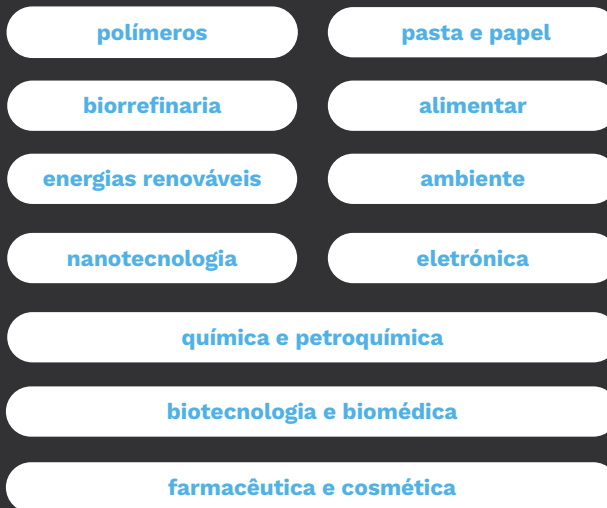 polímeros
pasta e papel
biorrefinaria
alimentar
energias renováveis
ambiente
nanotecnologia
eletrónica
química e petroquímica
biotecnologia e biomédica
farmacêutica e cosmética